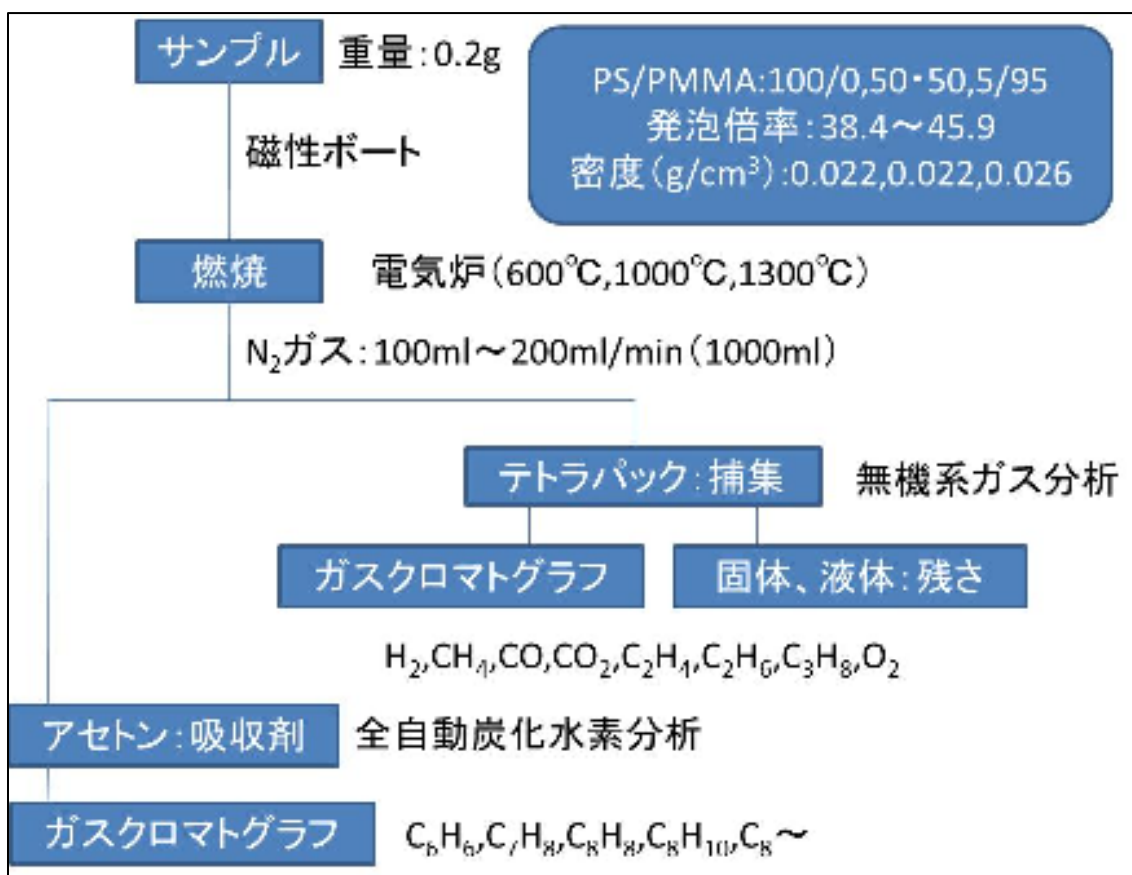 サンプル 重量:0.2g
PS/PMMA:100/0,50・50,5/95
発泡倍率:38.4～45.9
密度(g/cm³):0.022,0.022,0.026
磁性ボート
燃焼 電気炉(600℃,1000℃,1300℃)
N₂ガス:100ml～200ml/min(1000ml)
テトラパック:捕集 無機系ガス分析
ガスクロマトグラフ 固体、液体:残さ
H₂,CH₄,CO,CO₂,C₂H₄,C₂H₆,C₃H₈,O₂
アセトン:吸収剤 全自動炭化水素分析
ガスクロマトグラフ C₆H₆,C₇H₈,C₈H₈,C₈H₁₀,C₈～